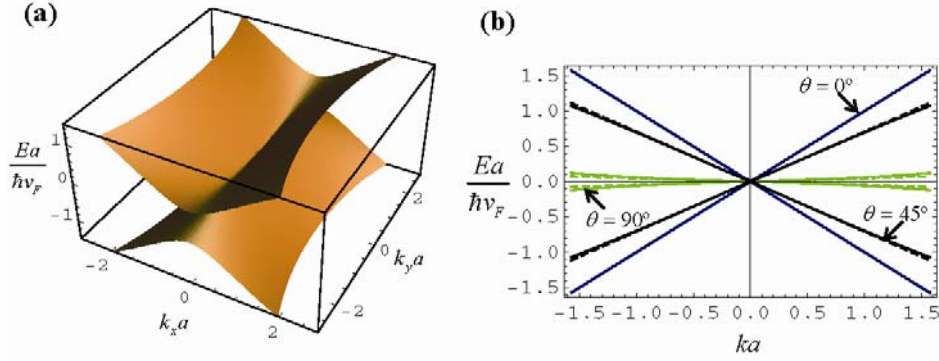 (a)
Ea
ħv_F
1
0
-1
-2
0
2
k_x a
-2
0
2
k_y a
(b)
Ea
ħv_F
1.5
1.0
0.5
0.0
-0.5
-1.0
-1.5
θ = 0°
θ = 90°
θ = 45°
-1.5 -1.0 -0.5 0.0 0.5 1.0 1.5
ka